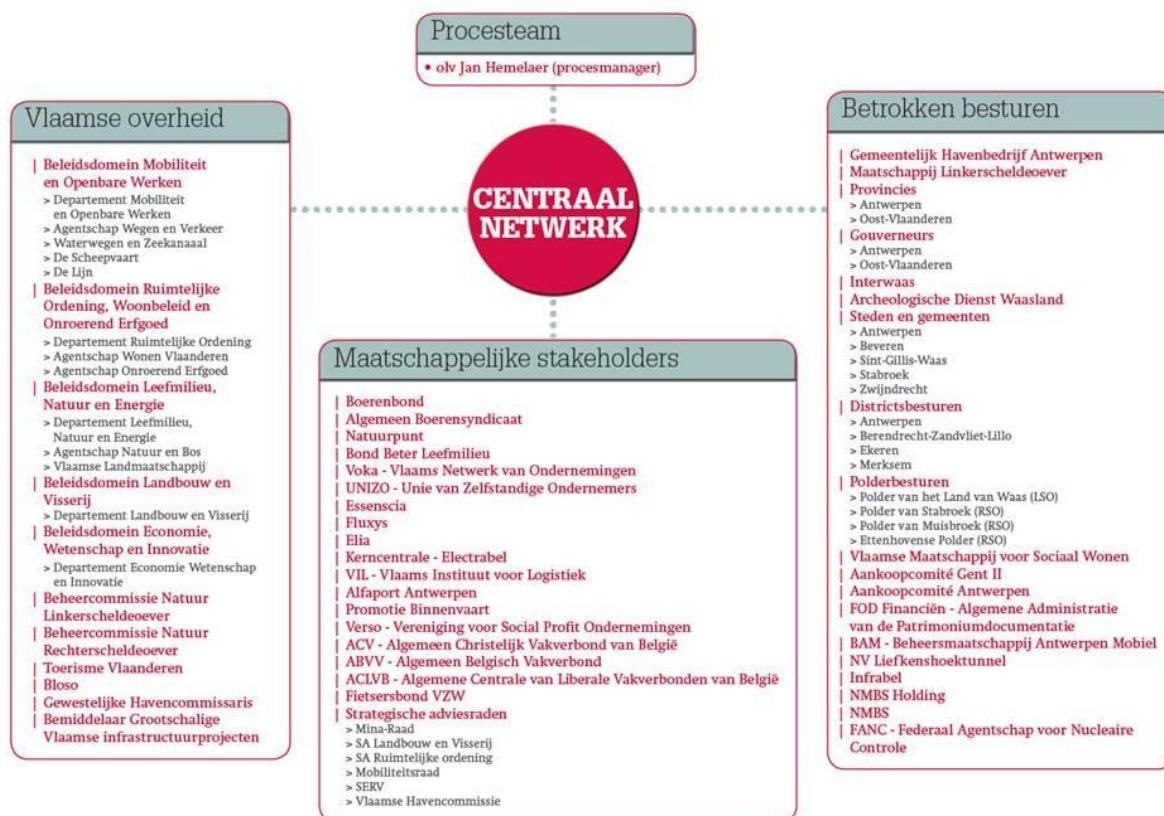 Procesteam
• olv Jan Hemelaer (procesmanager)
CENTRAAL
NETWERK
Vlaamse overheid
| Beleidsdomein Mobiliteit
en Openbare Werken
> Departement Mobiliteit
en Openbare Werken
> Agentschap Wegen en Verkeer
> Waterwegen en Zeekanaaal
> De Scheepvaart
> De Lijn
| Beleidsdomein Ruimtelijke
Ordening, Woonbeleid en
Onroerend Erfgoed
> Departement Ruimtelijke Ordening
> Agentschap Wonen Vlaanderen
> Agentschap Onroerend Erfgoed
| Beleidsdomein Leefmilieu,
Natuur en Energie
> Departement Leefmilieu,
Natuur en Energie
> Agentschap Natuur en Bos
> Vlaamse Landmaatschappij
| Beleidsdomein Landbouw en
Visserij
> Departement Landbouw en Visserij
| Beleidsdomein Economie,
Wetenschap en Innovatie
> Departement Economie Wetenschap
en Innovatie
| Beheercommissie Natuur
Linkerscheldeoever
| Beheercommissie Natuur
Rechterscheldeoever
| Toerisme Vlaanderen
| Bloso
| Gewestelijke Havencommissaris
| Bemiddelaar Grootschalige
Vlaamse infrastructuurprojecten
Maatschappelijke stakeholders
| Boerenbond
| Algemeen Boerensyndicaat
| Natuurpunt
| Bond Beter Leefmilieu
| Voka - Vlaams Netwerk van Ondernemingen
| UNIZO - Unie van Zelfstandige Ondernemers
| Essenscia
| Fluxys
| Elia
| Kerncentrale - Electrabel
| VIL - Vlaams Instituut voor Logistiek
| Alfaport Antwerpen
| Promotie Binnenvaart
| Verso - Vereniging voor Social Profit Ondernemingen
| ACV - Algemeen Christelijk Vakverbond van België
| ABVV - Algemeen Belgisch Vakverbond
| ACLVB - Algemene Centrale van Liberale Vakverbonden van België
| Fietsersbond VZW
| Strategische adviesraden
> Mina-Raad
> SA Landbouw en Visserij
> SA Ruimtelijke ordening
> Mobiliteitsraad
> SERV
> Vlaamse Havencommissie
Betrokken besturen
| Gemeentelijk Havenbedrijf Antwerpen
| Maatschappij Linkerscheldeoever
| Provincies
> Antwerpen
> Oost-Vlaanderen
| Gouverneurs
> Antwerpen
> Oost-Vlaanderen
| Interwaas
| Archeologische Dienst Waasland
| Steden en gemeenten
> Antwerpen
> Beveren
> Sint-Gillis-Waas
> Stabroek
> Zwijndrecht
| Districtsbesturen
> Antwerpen
> Berendrecht-Zandvliet-Lillo
> Ekeren
> Merksem
| Polderbesturen
> Polder van het Land van Waas (LSO)
> Polder van Stabroek (RSO)
> Polder van Muisbroek (RSO)
> Ettenhovense Polder (RSO)
| Vlaamse Maatschappij voor Sociaal Wonen
| Aankoopcomité Gent II
| Aankoopcomité Antwerpen
| FOD Financiën - Algemene Administratie
van de Patrimoniumdocumentatie
| BAM - Beheersmaatschappij Antwerpen Mobiel
| NV Liefkenshoektunnel
| Infrabel
| NMBS Holding
| NMBS
| FANC - Federaal Agentschap voor Nucleaire
Controle